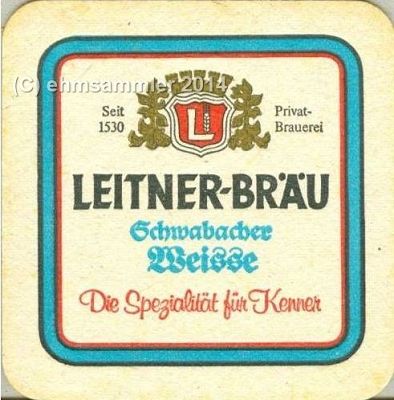 (C) ehmsammler 2014
Seit
1530
L
Privat-
Brauerei
LEITNER-BRÄU
Schwabacher
Weisse
Die Spezialität für Kenner